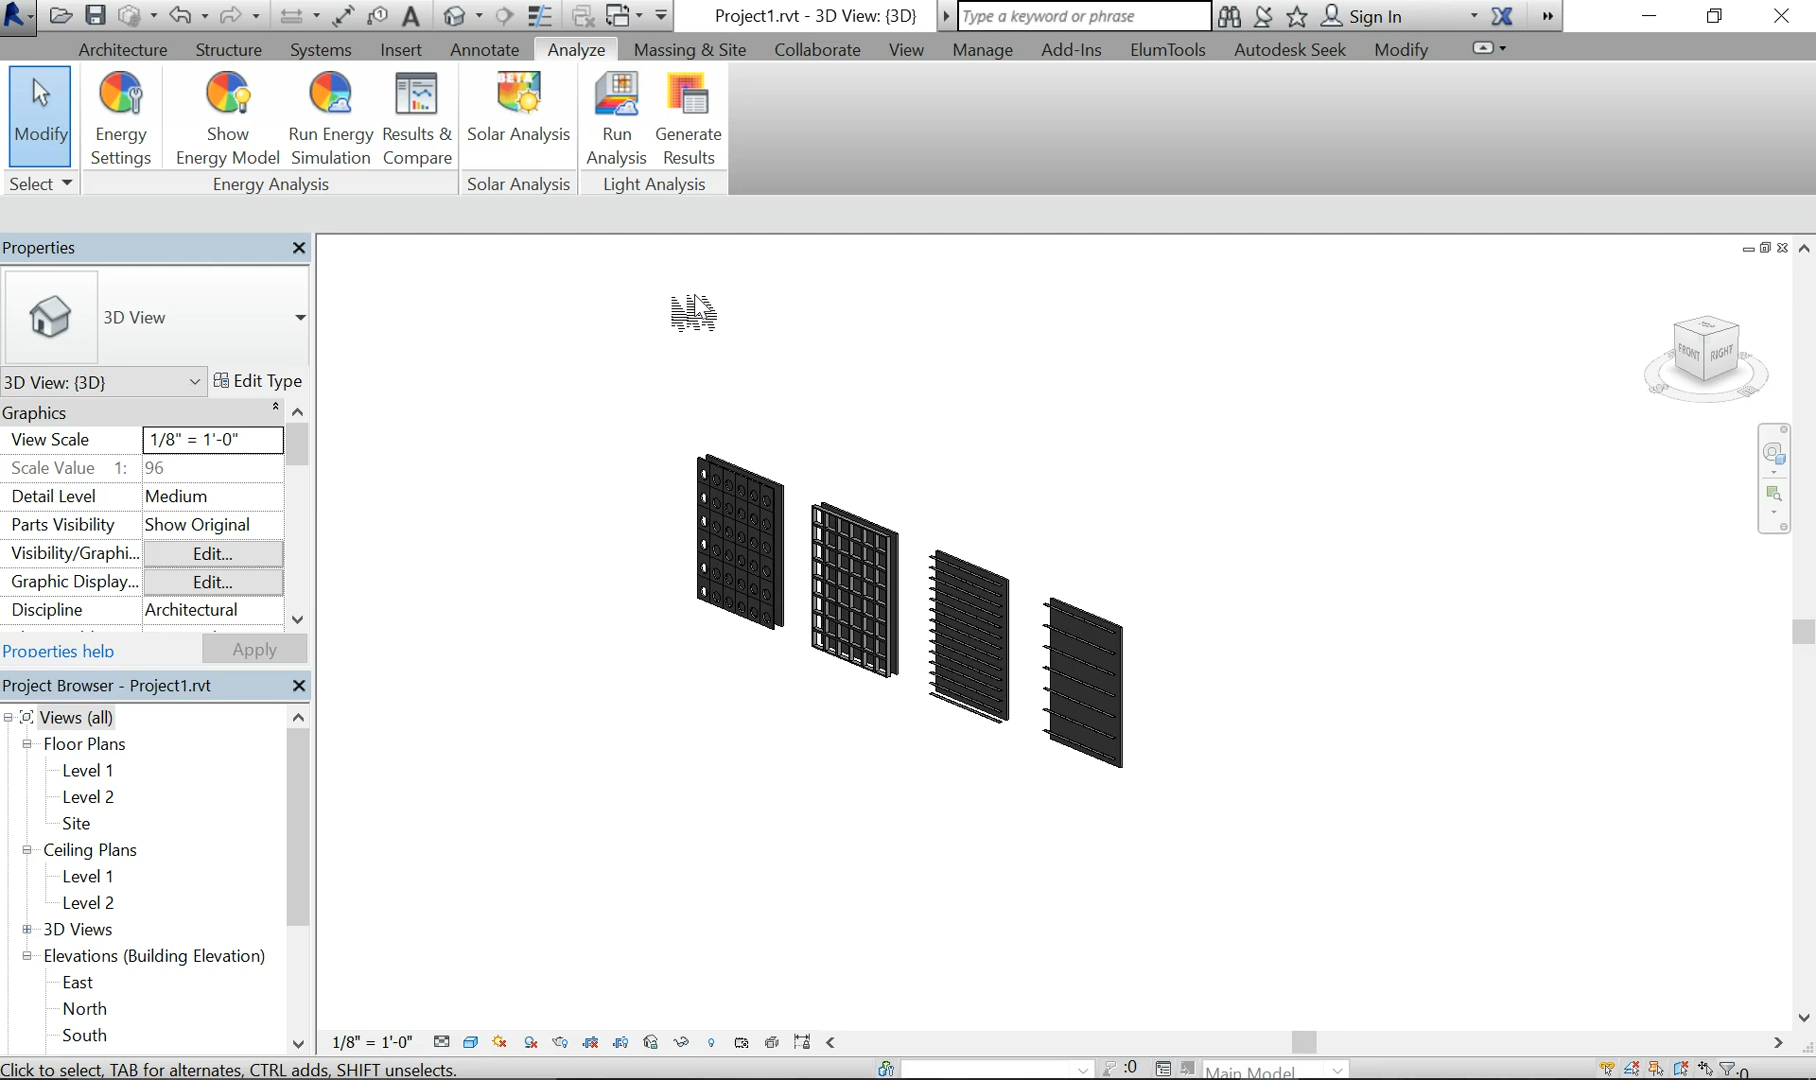 Project1.rvt - 3D View: {3D}
Type a keyword or phrase
Sign In
Architecture Structure Systems Insert Annotate Analyze Massing & Site Collaborate View Manage Add-Ins ElumTools Autodesk Seek Modify
Modify
Energy Settings
Show Energy Model
Run Energy Simulation
Results & Compare
Solar Analysis
Run Analysis
Generate Results
Select Energy Analysis Solar Analysis Light Analysis
Properties
3D View
3D View: {3D} Edit Type
Graphics
View Scale 1/8" = 1'-0"
Scale Value 1: 96
Detail Level Medium
Parts Visibility Show Original
Visibility/Graphi... Edit...
Graphic Display... Edit...
Discipline Architectural
Properties help Apply
Project Browser - Project1.rvt
Views (all)
Floor Plans
Level 1
Level 2
Site
Ceiling Plans
Level 1
Level 2
3D Views
Elevations (Building Elevation)
East
North
South
FRONT RIGHT
1/8" = 1'-0"
Click to select, TAB for alternates, CTRL adds, SHIFT unselects.
:0
Main Model
:0